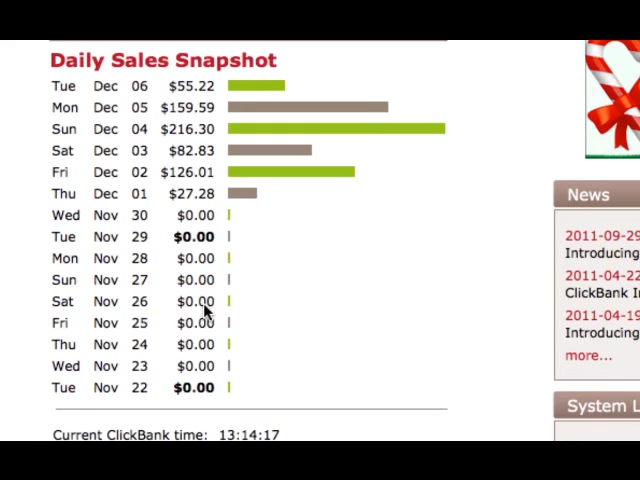 Daily Sales Snapshot
Tue Dec 06 $55.22
Mon Dec 05 $159.59
Sun Dec 04 $216.30
Sat Dec 03 $82.83
Fri Dec 02 $126.01
Thu Dec 01 $27.28
Wed Nov 30 $0.00
Tue Nov 29 $0.00
Mon Nov 28 $0.00
Sun Nov 27 $0.00
Sat Nov 26 $0.00
Fri Nov 25 $0.00
Thu Nov 24 $0.00
Wed Nov 23 $0.00
Tue Nov 22 $0.00
Current ClickBank time: 13:14:17
News
2011-09-29
Introducing
2011-04-22
ClickBank I
2011-04-19
Introducing
more...
System L